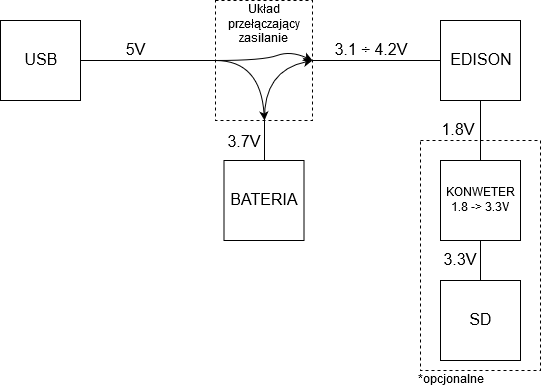 Układ
przełączający
zasilanie
USB
5V
3.1 ÷ 4.2V
EDISON
3.7V
1.8V
BATERIA
KONWETER
1.8 -> 3.3V
3.3V
SD
*opcjonalne